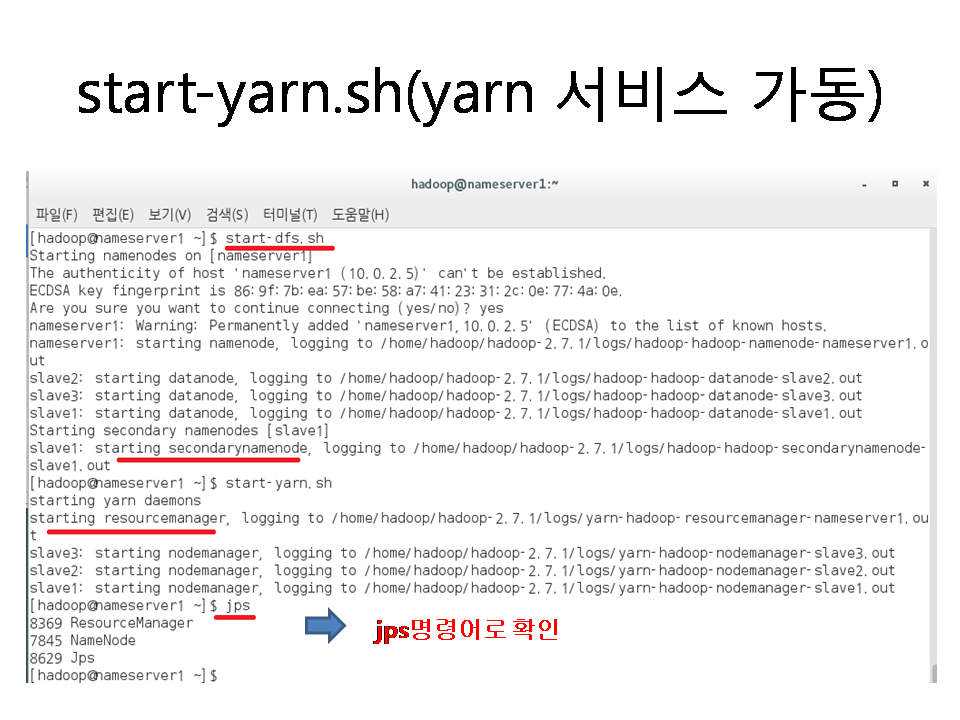 start-yarn.sh(yarn 서비스 가동)
hadoop@nameserver1:~
파일(F) 편집(E) 보기(V) 검색(S) 터미널(T) 도움말(H)
[hadoop@nameserver1 ~]$ start-dfs.sh
Starting namenodes on [nameserver1]
The authenticity of host 'nameserver1 (10.0.2.5)' can't be established.
ECDSA key fingerprint is 86:9f:7b:ea:57:be:58:a7:41:23:31:2c:0e:77:4a:0e.
Are you sure you want to continue connecting (yes/no)? yes
nameserver1: Warning: Permanently added 'nameserver1,10.0.2.5' (ECDSA) to the list of known hosts.
nameserver1: starting namenode, logging to /home/hadoop/hadoop-2.7.1/logs/hadoop-hadoop-namenode-nameserver1.o
ut
slave2: starting datanode, logging to /home/hadoop/hadoop-2.7.1/logs/hadoop-hadoop-datanode-slave2.out
slave3: starting datanode, logging to /home/hadoop/hadoop-2.7.1/logs/hadoop-hadoop-datanode-slave3.out
slave1: starting datanode, logging to /home/hadoop/hadoop-2.7.1/logs/hadoop-hadoop-datanode-slave1.out
Starting secondary namenodes [slave1]
slave1: starting secondarynamenode, logging to /home/hadoop/hadoop-2.7.1/logs/hadoop-hadoop-secondarynamenode-
slave1.out
[hadoop@nameserver1 ~]$ start-yarn.sh
starting yarn daemons
starting resourcemanager, logging to /home/hadoop/hadoop-2.7.1/logs/yarn-hadoop-resourcemanager-nameserver1.ou
t
slave3: starting nodemanager, logging to /home/hadoop/hadoop-2.7.1/logs/yarn-hadoop-nodemanager-slave3.out
slave2: starting nodemanager, logging to /home/hadoop/hadoop-2.7.1/logs/yarn-hadoop-nodemanager-slave2.out
slave1: starting nodemanager, logging to /home/hadoop/hadoop-2.7.1/logs/yarn-hadoop-nodemanager-slave1.out
[hadoop@nameserver1 ~]$ jps
8369 ResourceManager
jps명령어로 확인
7845 NameNode
8629 Jps
[hadoop@nameserver1 ~]$